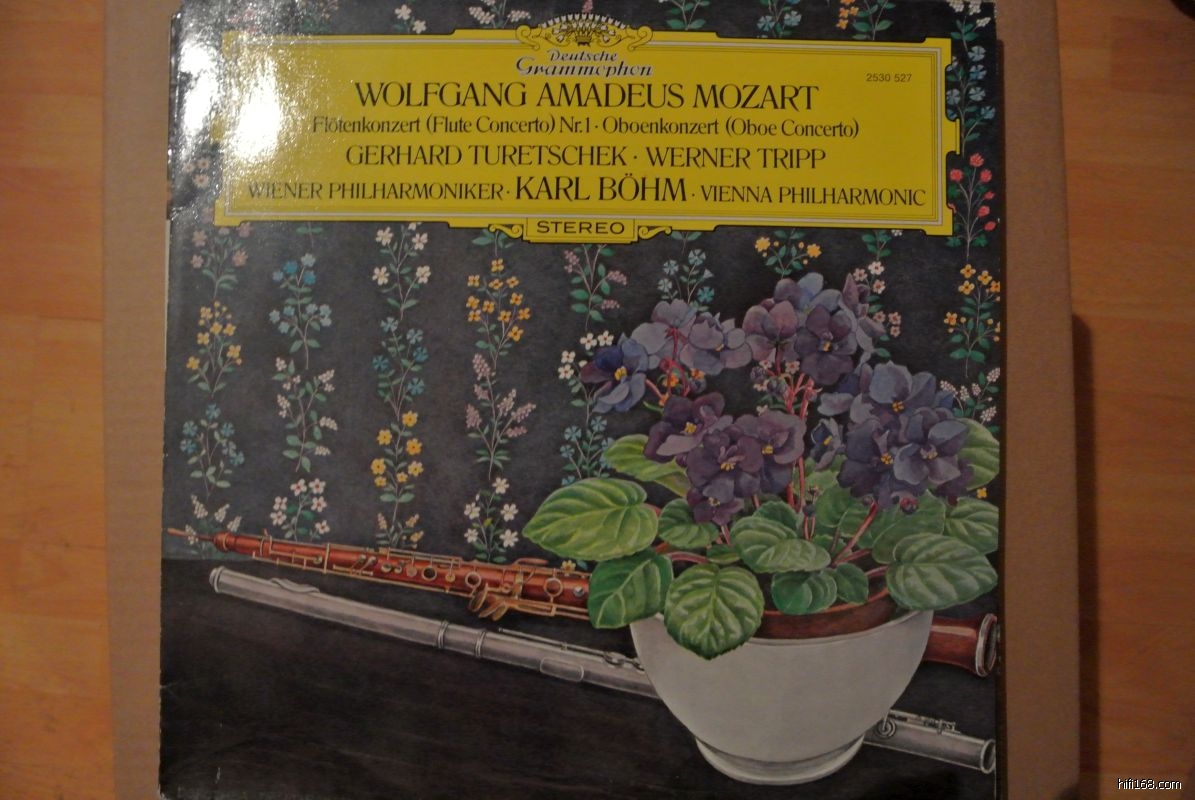 Deutsche
Grammophon
2530 527
WOLFGANG AMADEUS MOZART
Flötenkonzert (Flute Concerto) Nr.1 · Oboenkonzert (Oboe Concerto)
GERHARD TURETSCHEK · WERNER TRIPP
WIENER PHILHARMONIKER · KARL BÖHM · VIENNA PHILHARMONIC
STEREO
hifi168.com